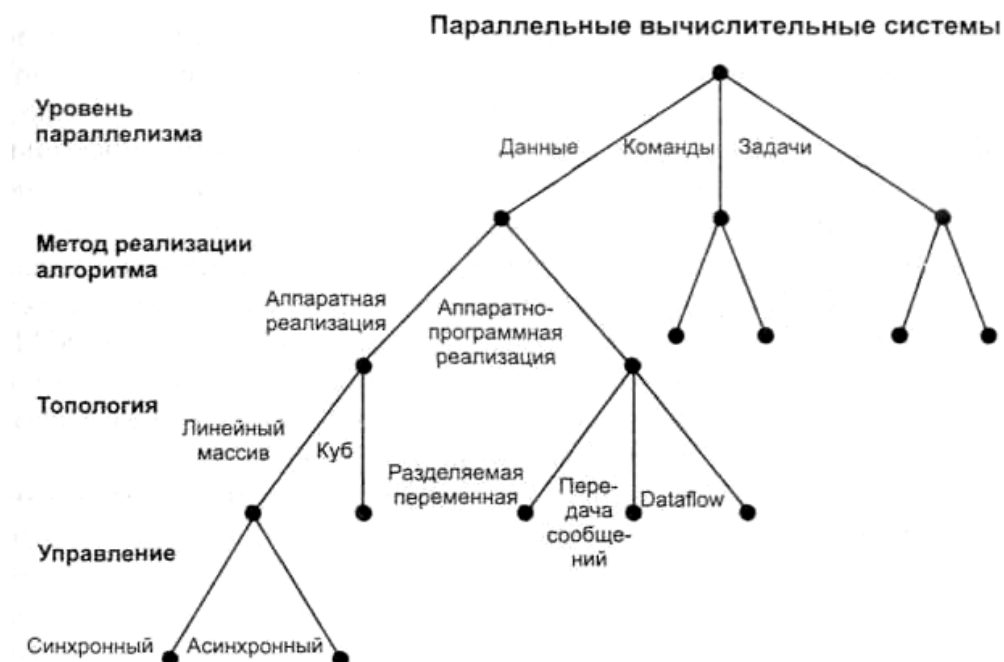 Параллельные вычислительные системы
Уровень
параллелизма
Данные
Команды
Задачи
Метод реализации
алгоритма
Аппаратная
реализация
Аппаратно-
программная
реализация
Топология
Линейный
массив
Куб
Разделяемая
переменная
Пере-
дача
сообще-
ний
Dataflow
Управление
Синхронный
Асинхронный